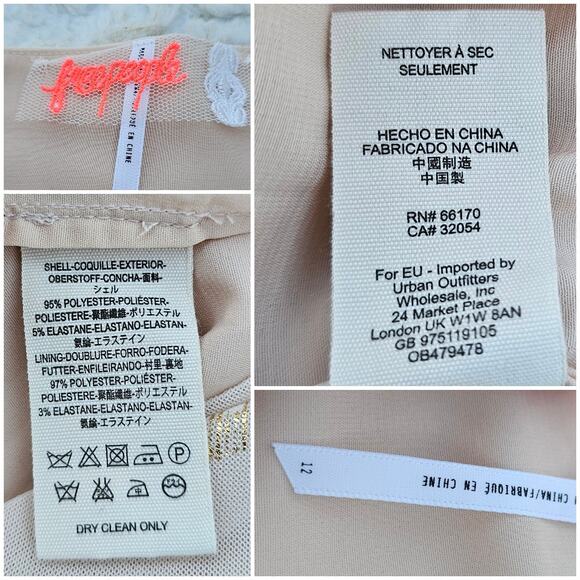 freepeople
EN CHINE
NETTOYER À SEC
SEULEMENT
HECHO EN CHINA
FABRICADO NA CHINA
中國制造
中国製
RN# 66170
CA# 32054
For EU - Imported by
Urban Outfitters
Wholesale, Inc
24 Market Place
London UK W1W 8AN
GB 975119105
OB479478
SHELL-COQUILLE-EXTERIOR-
OBERSTOFF-CONCHA-面料-
シェル
95% POLYESTER-POLIÉSTER-
POLIESTERE-聚酯纖維-ポリエステル
5% ELASTANE-ELASTANO-ELASTAN-
氨綸-エラステイン
LINING-DOUBLURE-FORRO-FODERA-
FUTTER-ENFILEIRANDO-村里-裏地
97% POLYESTER-POLIÉSTER-
POLIESTERE-聚酯纖維-ポリエステル
3% ELASTANE-ELASTANO-ELASTAN-
氨綸-エラステイン
DRY CLEAN ONLY
12
CHINA/FABRIQUÉ EN CHINE